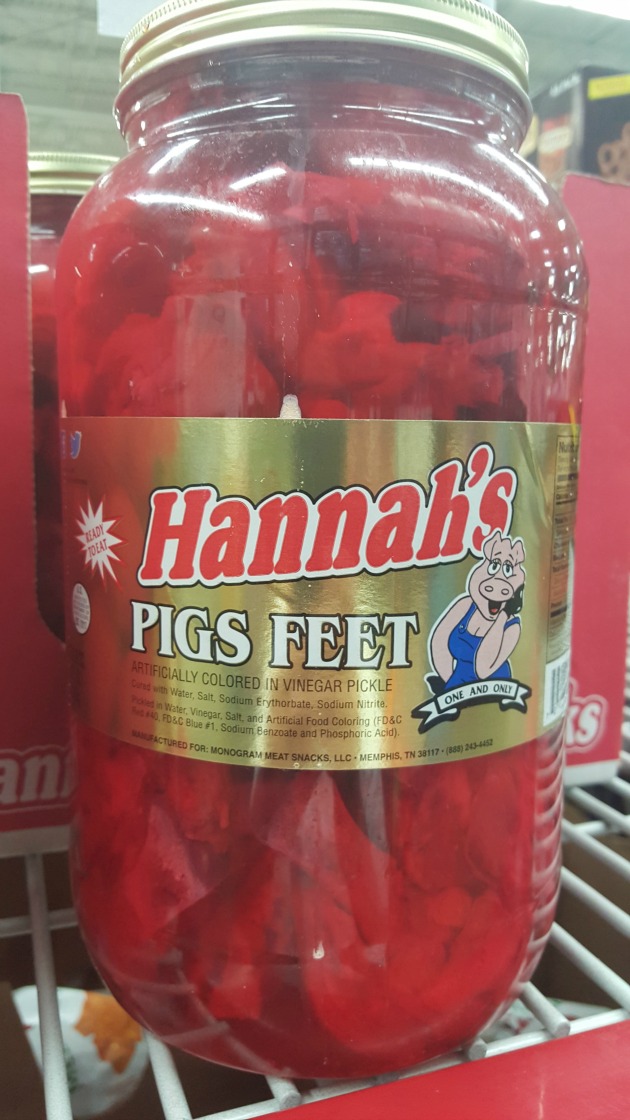 READY
TO EAT
Hannah's
PIGS FEET
ARTIFICIALLY COLORED IN VINEGAR PICKLE
Cured with Water, Salt, Sodium Erythorbate, Sodium Nitrite.
Pickled in Water, Vinegar, Salt, and Artificial Food Coloring (FD&C
Red #40, FD&C Blue #1, Sodium Benzoate and Phosphoric Acid).
MANUFACTURED FOR: MONOGRAM MEAT SNACKS, LLC • MEMPHIS, TN 38117 • (888) 243-4452
ONE AND ONLY